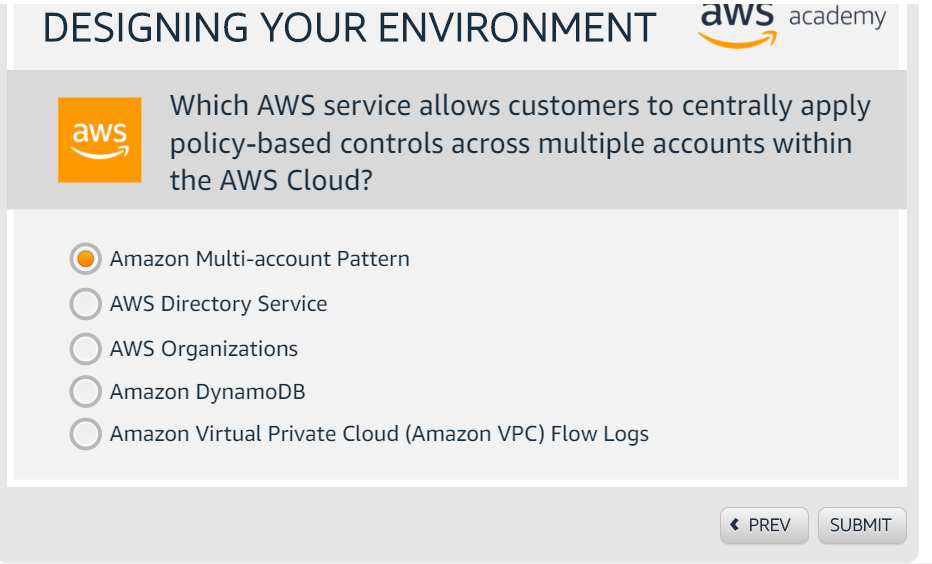 DESIGNING YOUR ENVIRONMENT
aws academy
aws
Which AWS service allows customers to centrally apply
policy-based controls across multiple accounts within
the AWS Cloud?
Amazon Multi-account Pattern
AWS Directory Service
AWS Organizations
Amazon DynamoDB
Amazon Virtual Private Cloud (Amazon VPC) Flow Logs
PREV
SUBMIT